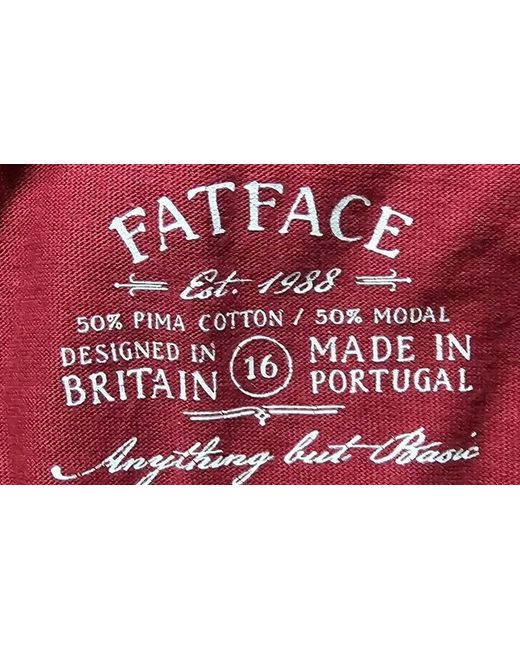 FATFACE
Est. 1988
50% PIMA COTTON / 50% MODAL
DESIGNED IN BRITAIN 16 MADE IN PORTUGAL
Anything but Basic